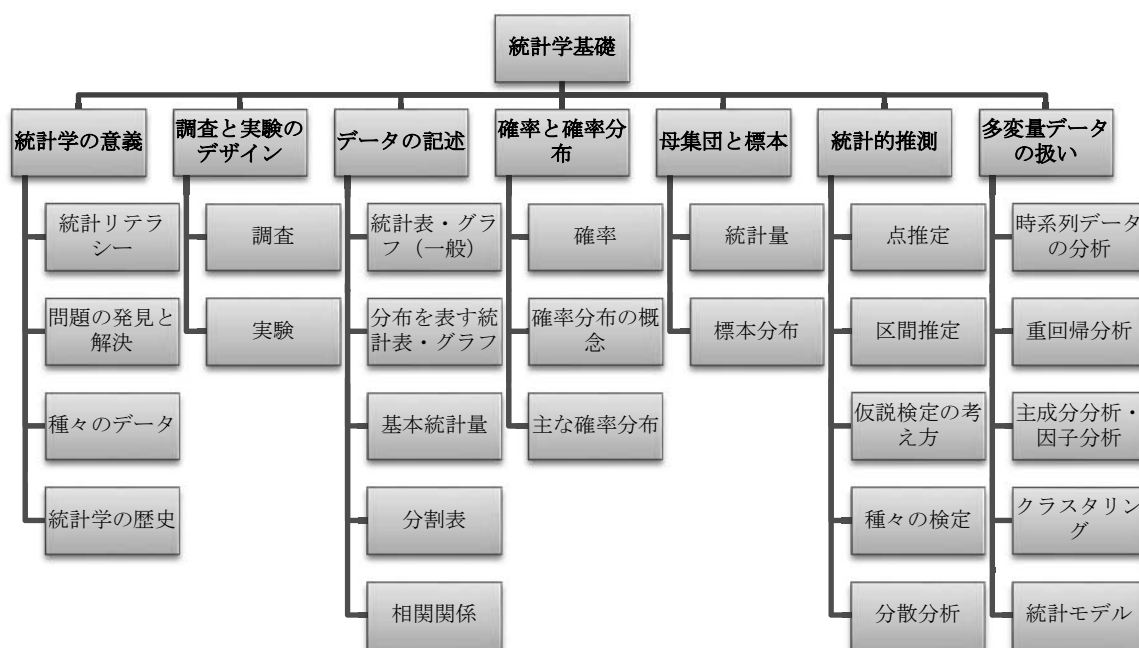 統計学基礎
統計学の意義
統計リテラ
シー
問題の発見と
解決
種々のデータ
統計学の歴史
調査と実験の
デザイン
調査
実験
データの記述
統計表・グラ
フ（一般）
分布を表す統
計表・グラフ
基本統計量
分割表
相関関係
確率と確率分
布
確率
確率分布の概
念
主な確率分布
母集団と標本
統計量
標本分布
統計的推測
点推定
区間推定
仮説検定の考
え方
種々の検定
分散分析
多変量データ
の扱い
時系列データ
の分析
重回帰分析
主成分分析・
因子分析
クラスタリン
グ
統計モデル